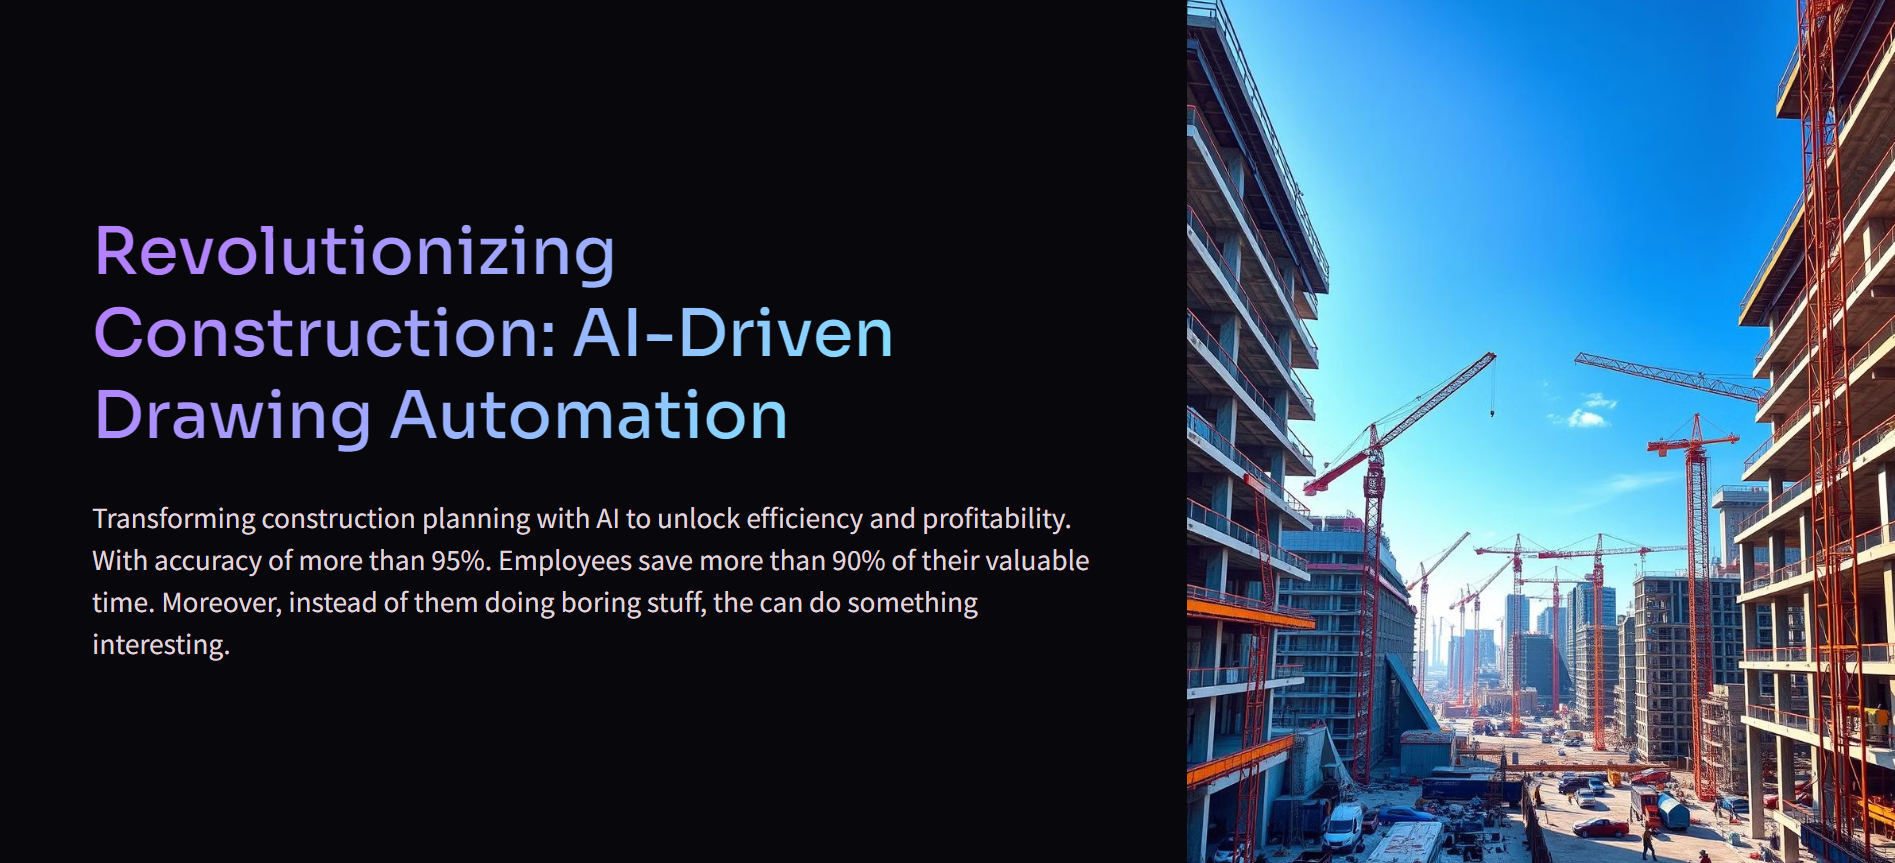 Revolutionizing
Construction: AI-Driven
Drawing Automation
Transforming construction planning with AI to unlock efficiency and profitability.
With accuracy of more than 95%. Employees save more than 90% of their valuable
time. Moreover, instead of them doing boring stuff, the can do something
interesting.